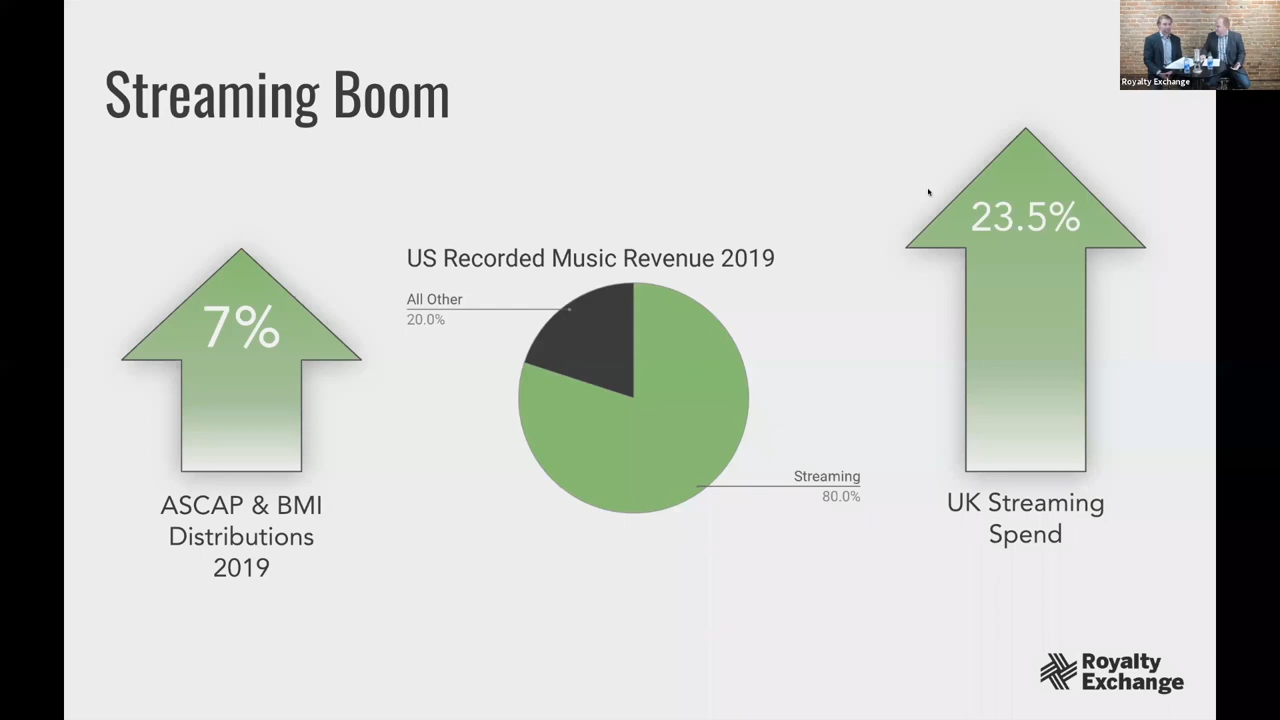 Royalty Exchange
Streaming Boom
23.5%
US Recorded Music Revenue 2019
All Other
20.0%
7%
Streaming
80.0%
ASCAP & BMI
Distributions
2019
UK Streaming
Spend
Royalty
Exchange